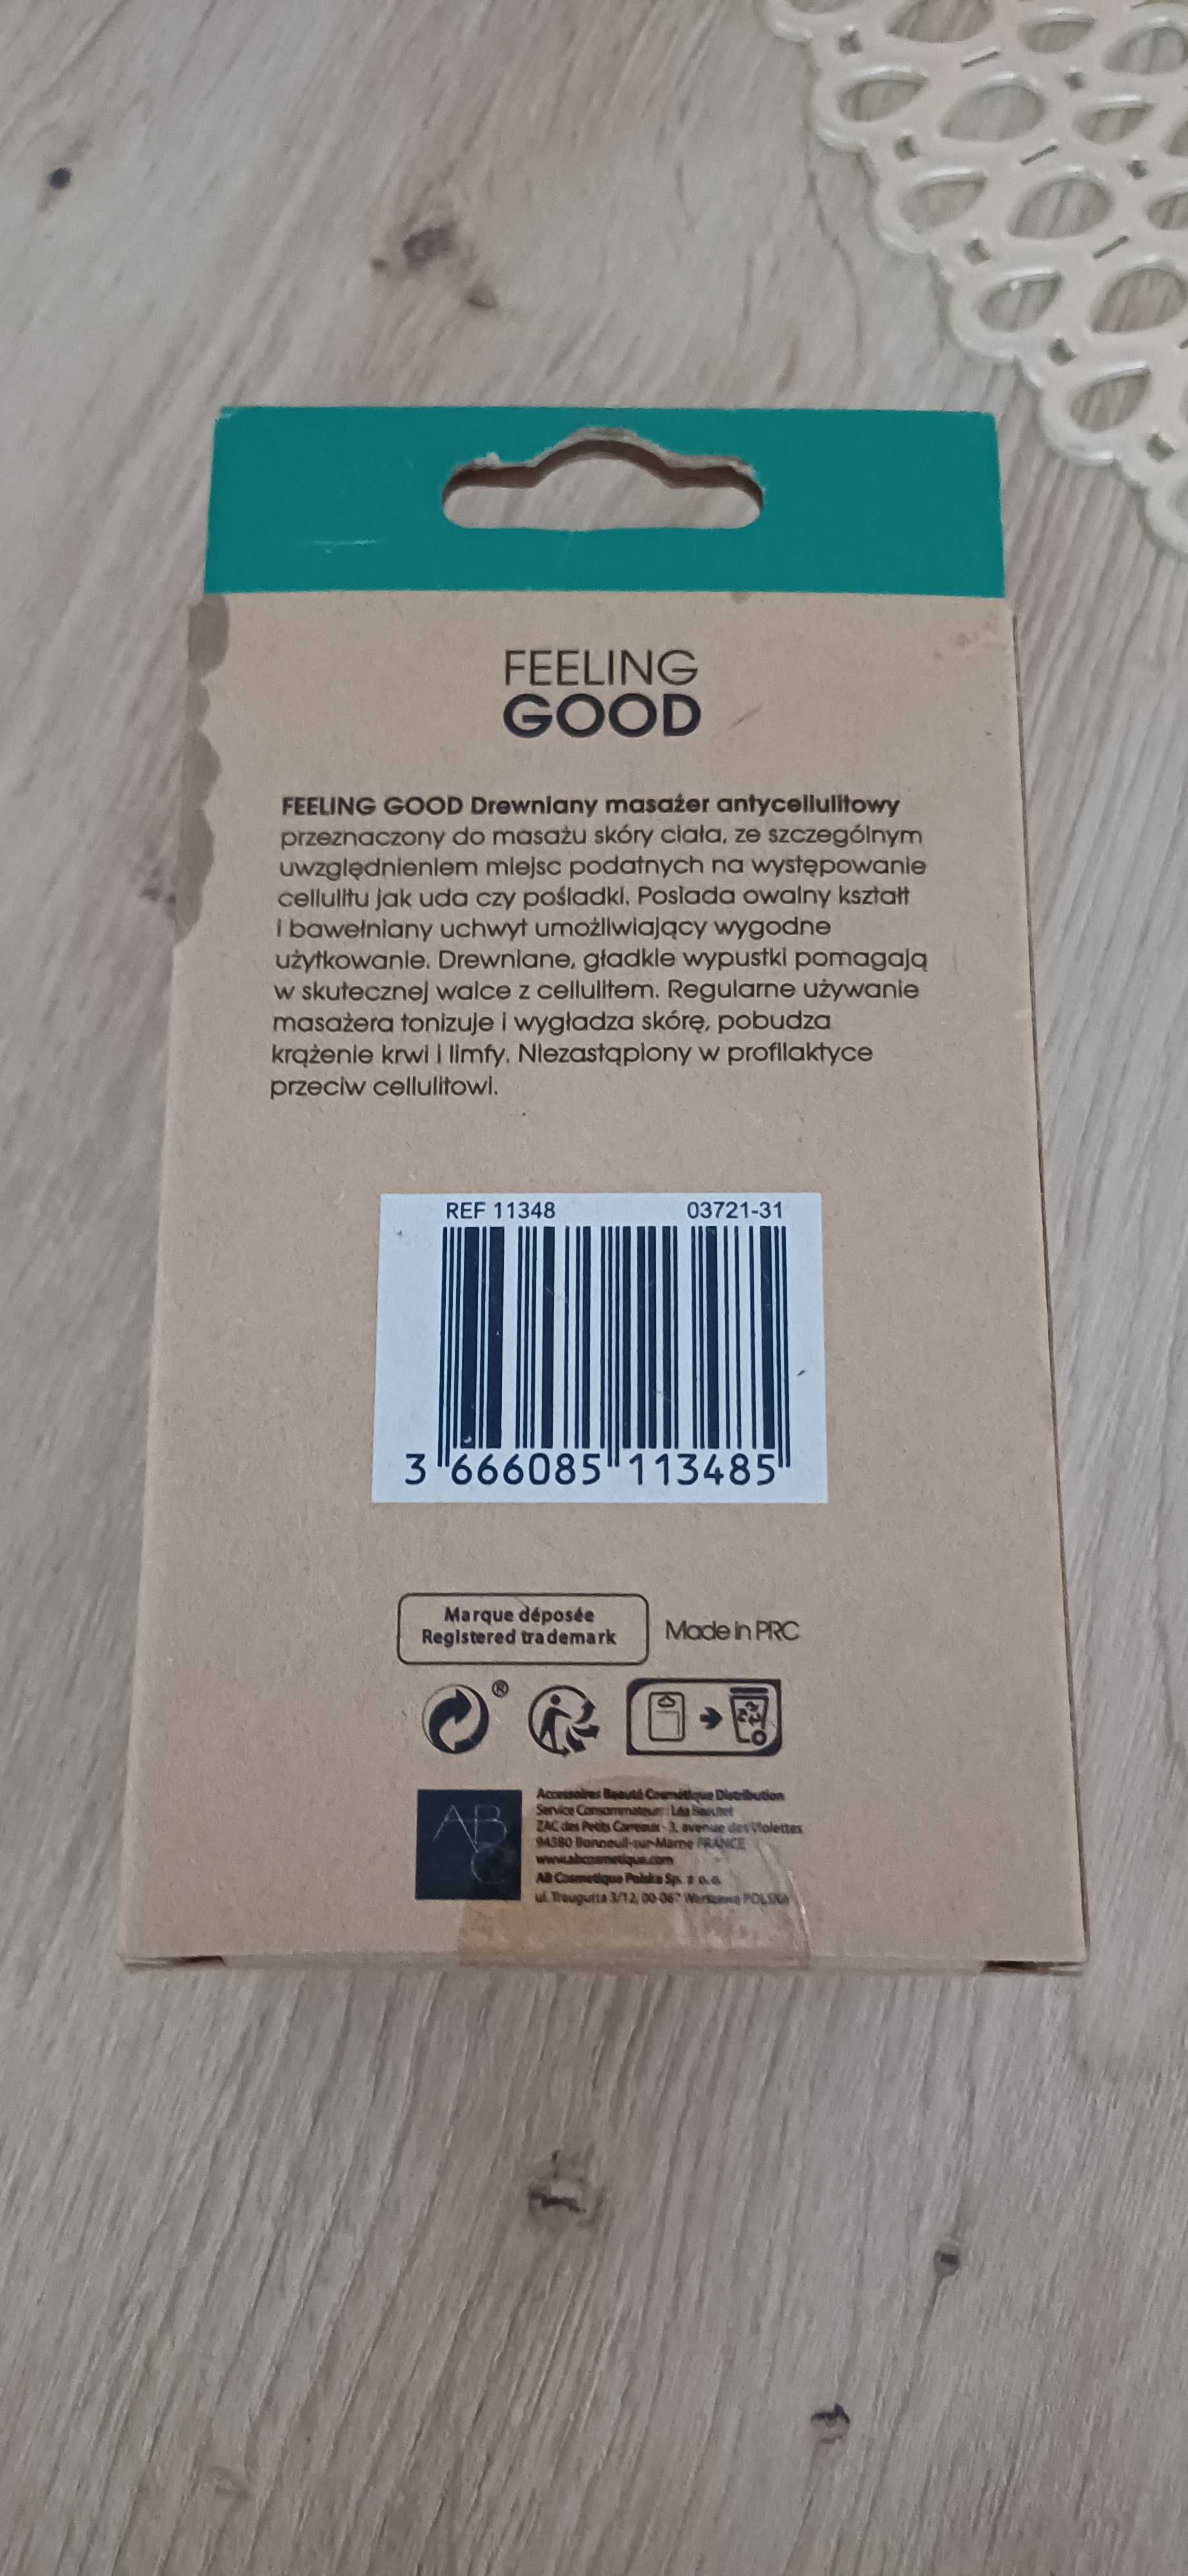 FEELING
GOOD
FEELING GOOD Drewniany masażer antycellulitowy
przeznaczony do masażu skóry ciała, ze szczególnym
uwzględnieniem miejsc podatnych na występowanie
cellulitu jak uda czy pośladki. Posiada owalny kształt
i bawełniany uchwyt umożliwiający wygodne
użytkowanie. Drewniane, gładkie wypustki pomagają
w skutecznej walce z cellulitem. Regularne używanie
masażera tonizuje i wygładza skórę, pobudza
krążenie krwi i limfy. Niezastąpiony w profilaktyce
przeciw cellulitowi.
REF 11348 03721-31
3 666085 113485
Marque déposée
Registered trademark
Made in PRC
®
ABC
Accessoires Beauté Cosmétique Distribution
Service Consommateur: Léa Beautet
ZAC des Petits Carreaux - 3, avenue des Violettes
94380 Bonneuil-sur-Marne FRANCE
www.abcosmetique.com
AB Cosmetique Polska Sp. z o.o.
ul. Traugutta 3/12, 00-067 Warszawa POLSKA